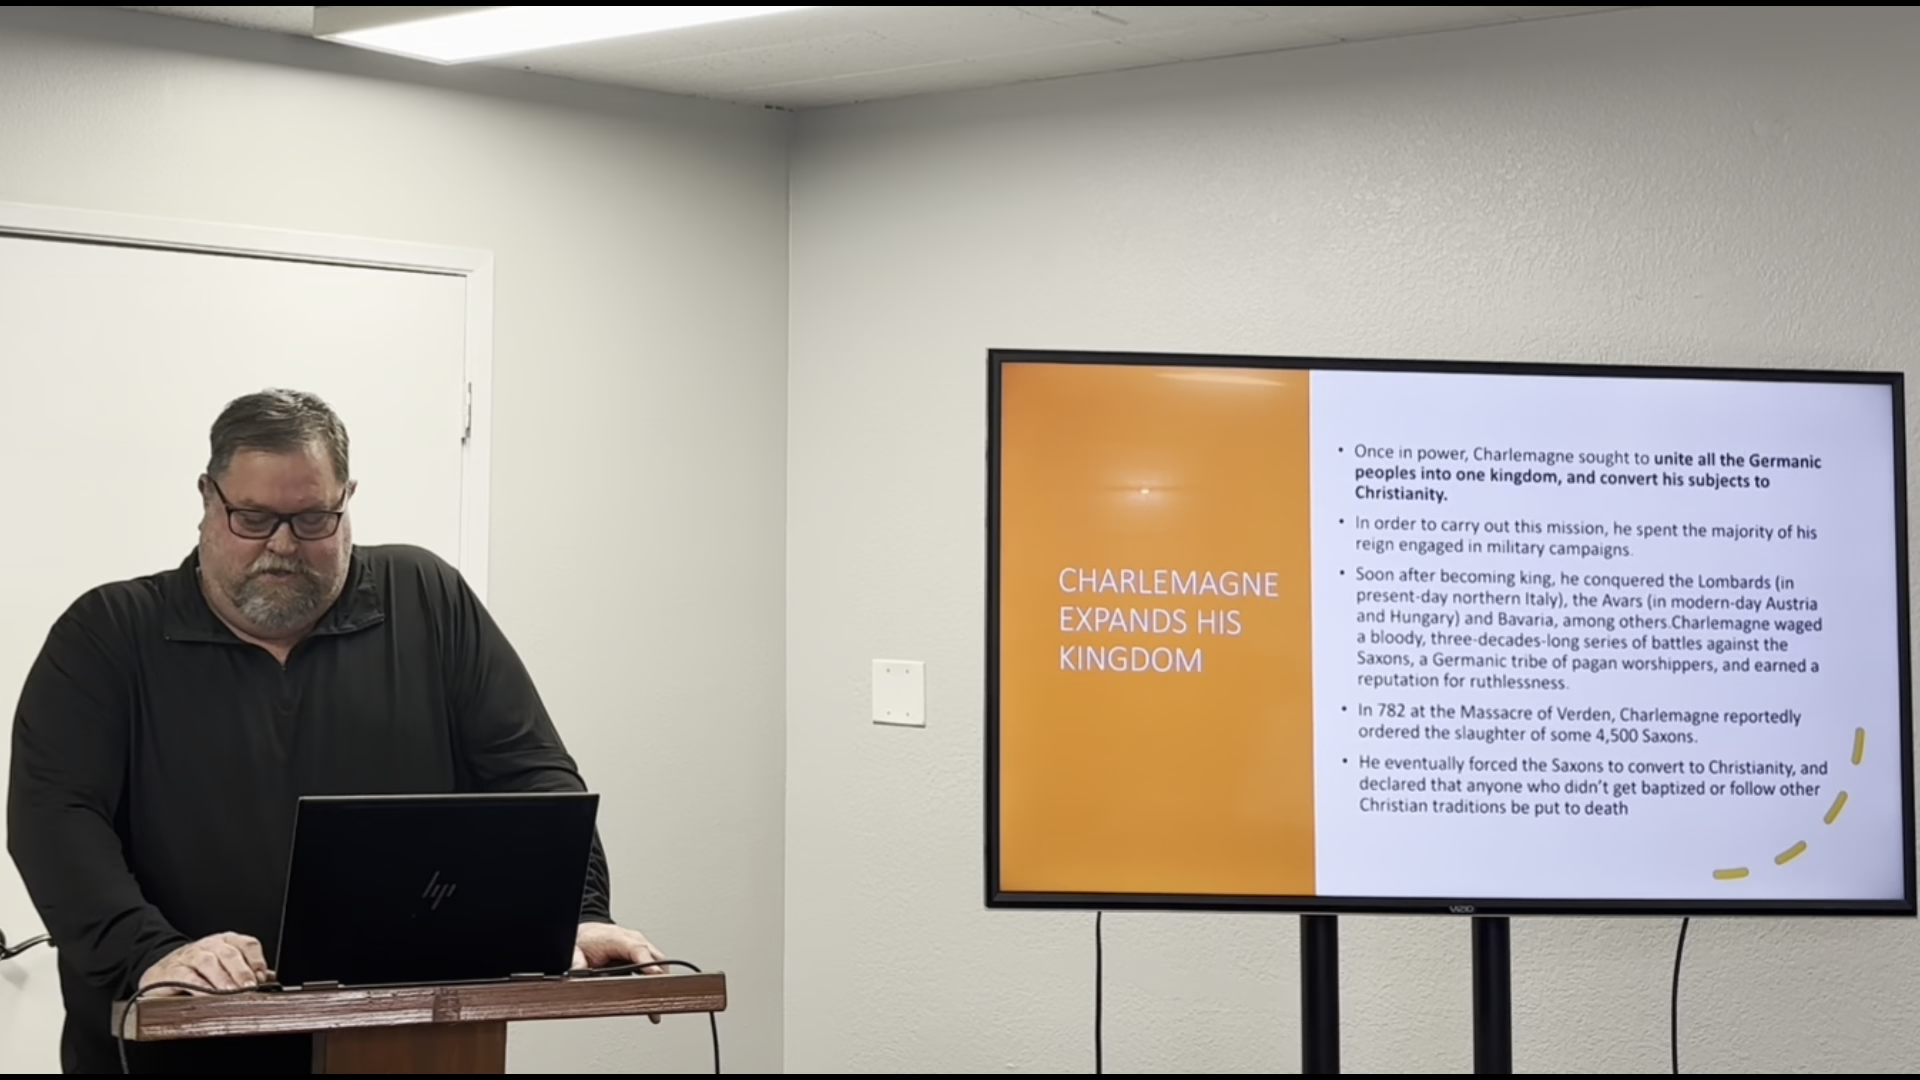 CHARLEMAGNE
EXPANDS HIS
KINGDOM
• Once in power, Charlemagne sought to unite all the Germanic
peoples into one kingdom, and convert his subjects to
Christianity.
• In order to carry out this mission, he spent the majority of his
reign engaged in military campaigns.
• Soon after becoming king, he conquered the Lombards (in
present-day northern Italy), the Avars (in modern-day Austria
and Hungary) and Bavaria, among others.Charlemagne waged
a bloody, three-decades-long series of battles against the
Saxons, a Germanic tribe of pagan worshippers, and earned a
reputation for ruthlessness.
• In 782 at the Massacre of Verden, Charlemagne reportedly
ordered the slaughter of some 4,500 Saxons.
• He eventually forced the Saxons to convert to Christianity, and
declared that anyone who didn't get baptized or follow other
Christian traditions be put to death
VIZIO
hp